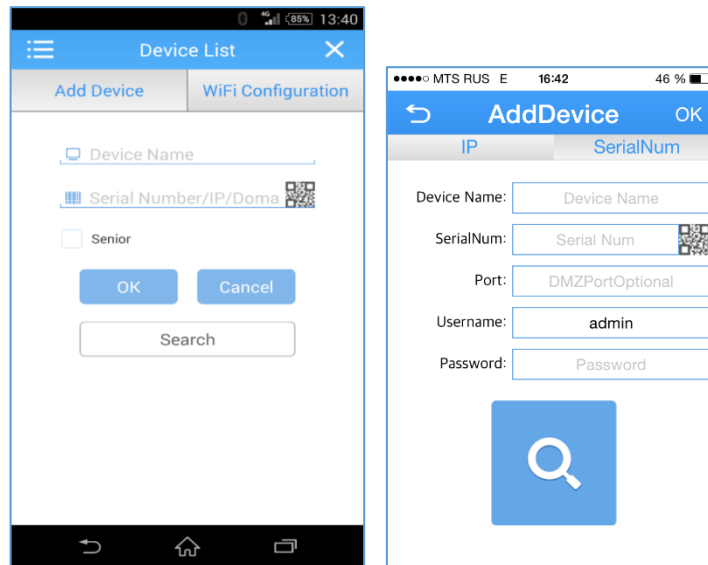 4G 85% 13:40
Device List
Add Device
WiFi Configuration
Device Name
Serial Number/IP/Doma
Senior
OK
Cancel
Search
MTS RUS E 16:42 46 %
AddDevice OK
IP
SerialNum
Device Name: Device Name
SerialNum: Serial Num
Port: DMZPortOptional
Username: admin
Password: Password